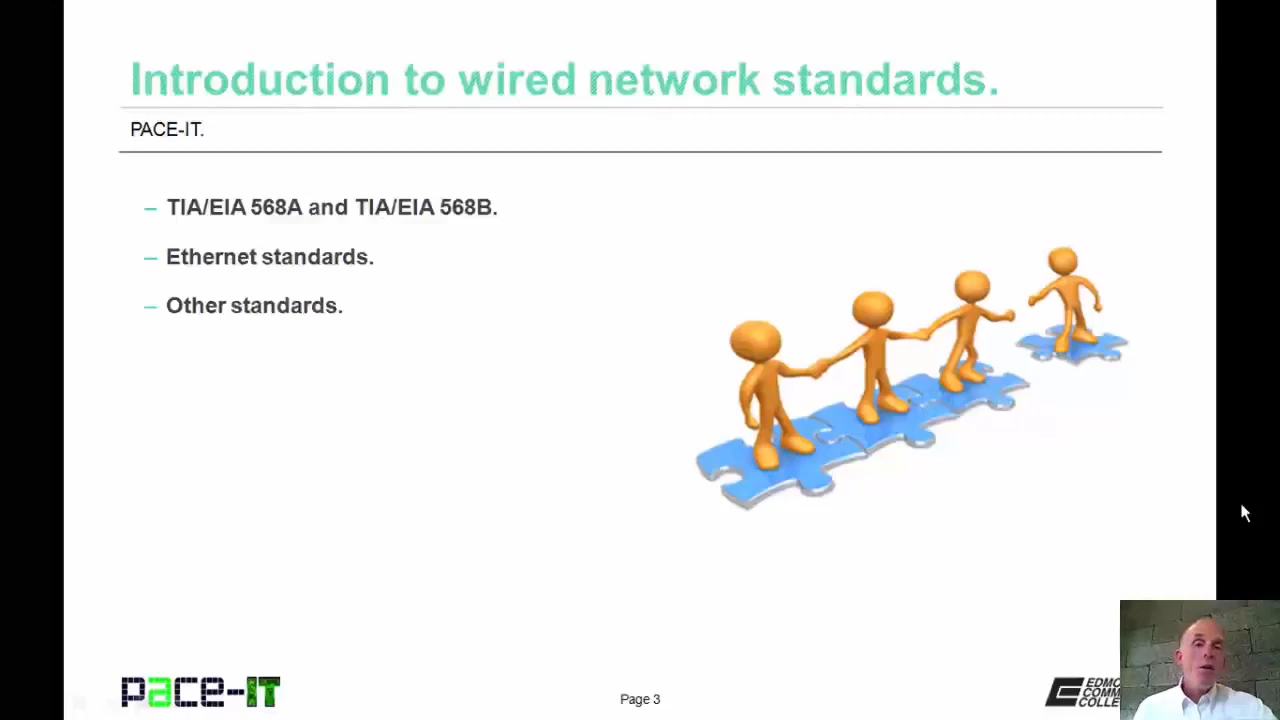 Introduction to wired network standards.
PACE-IT.
– TIA/EIA 568A and TIA/EIA 568B.
– Ethernet standards.
– Other standards.
pace-IT
Page 3